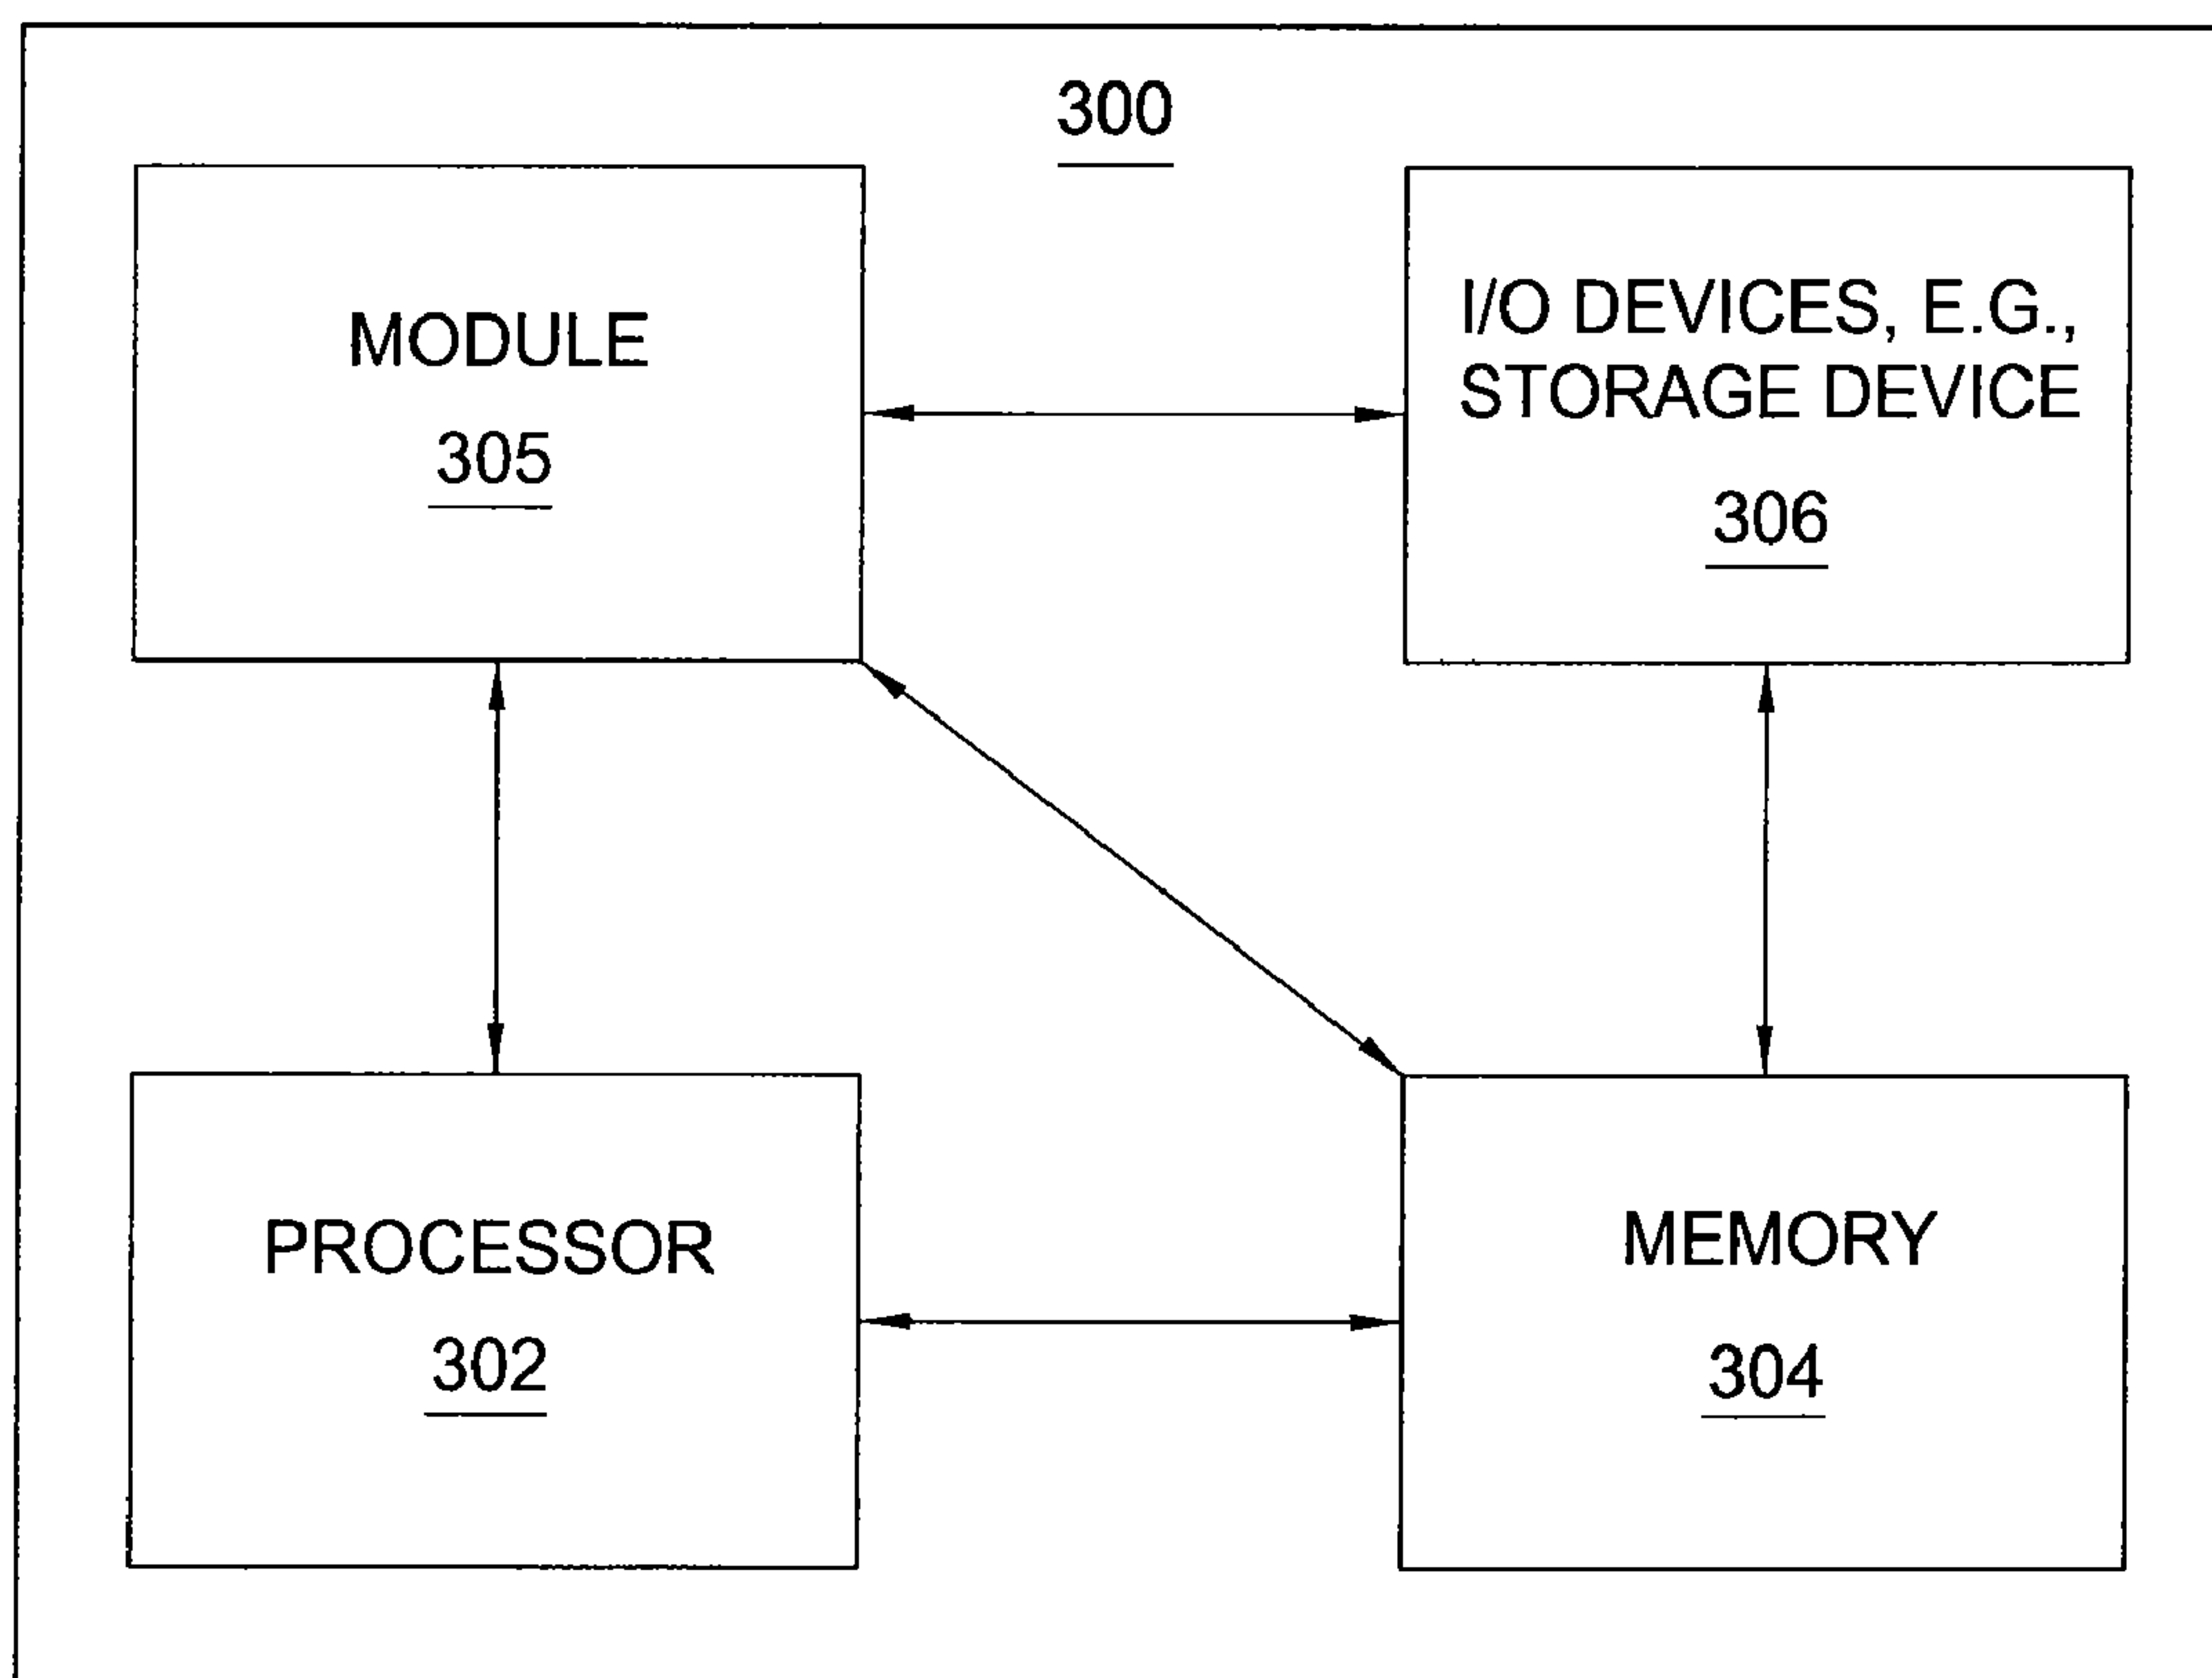 300
MODULE
305
I/O DEVICES, E.G.,
STORAGE DEVICE
306
PROCESSOR
302
MEMORY
304